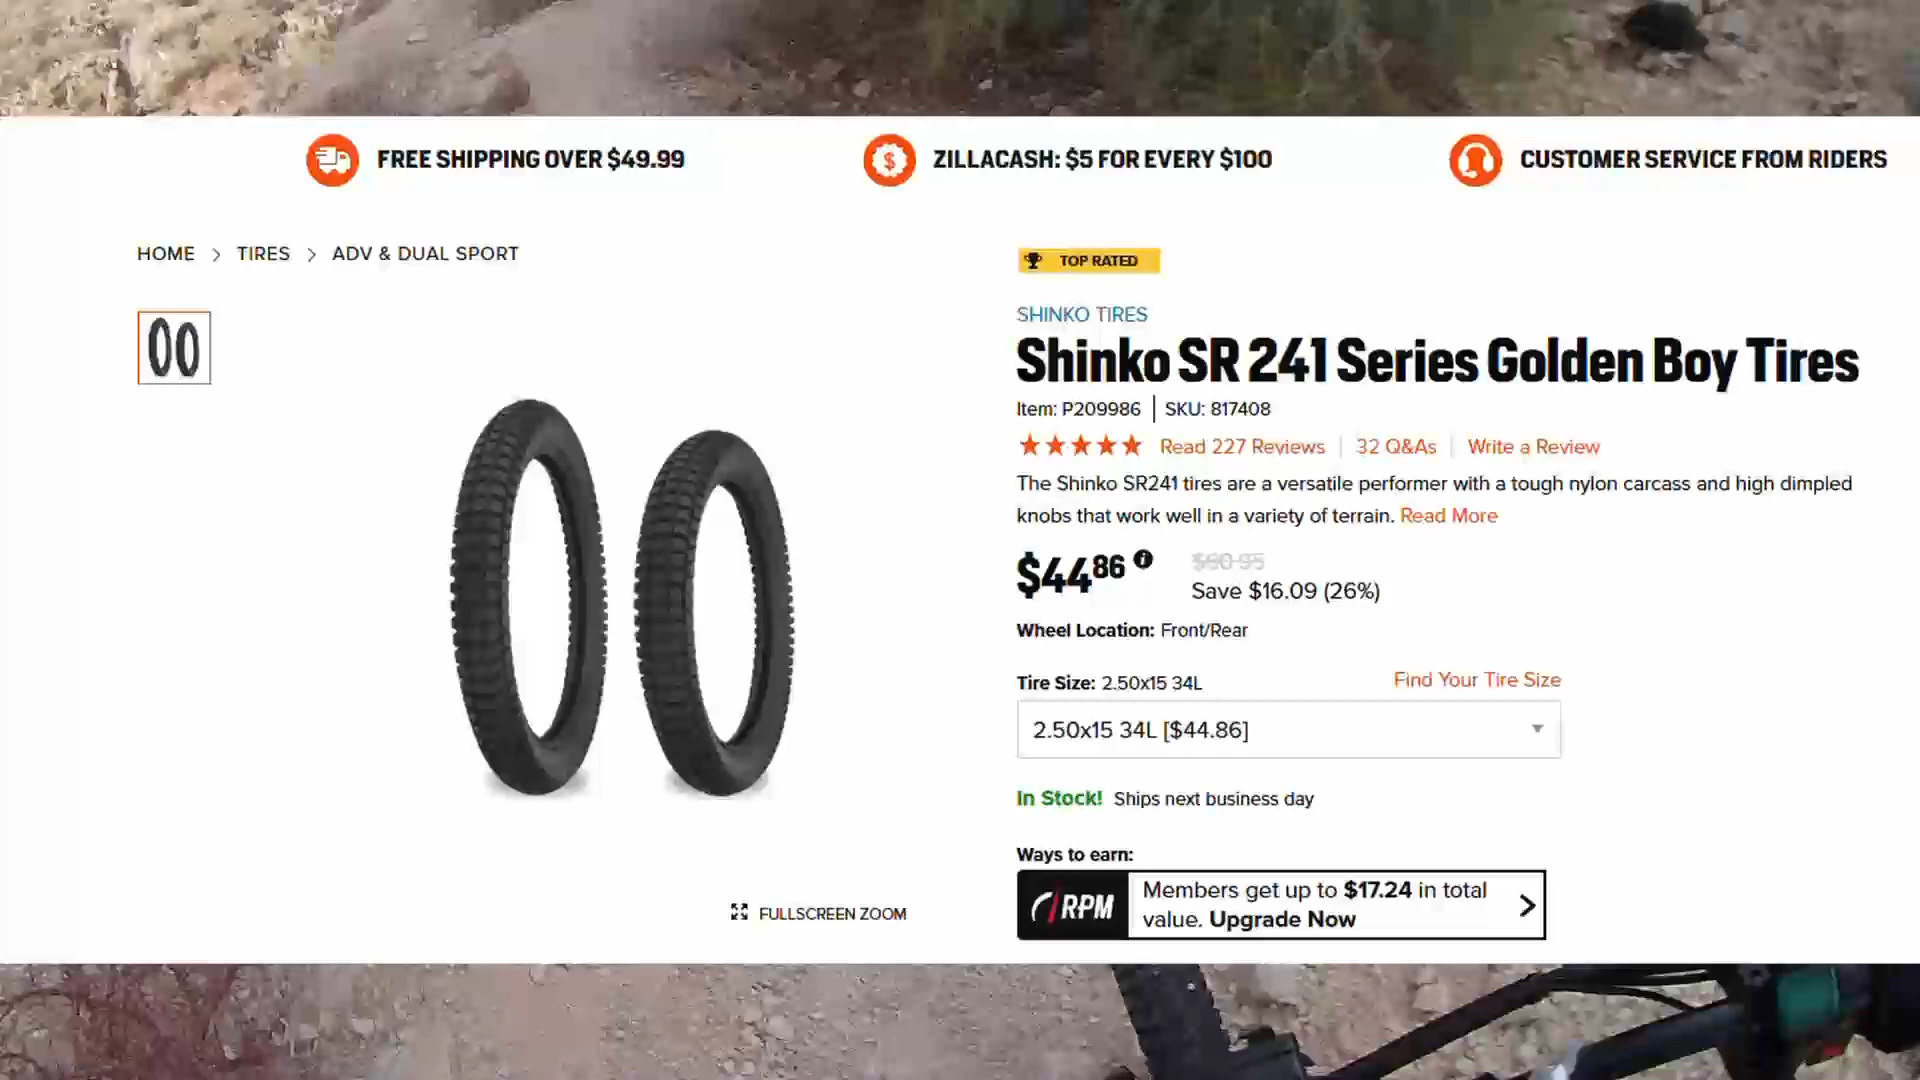 FREE SHIPPING OVER $49.99
ZILLACASH: $5 FOR EVERY $100
CUSTOMER SERVICE FROM RIDERS
HOME > TIRES > ADV & DUAL SPORT
TOP RATED
SHINKO TIRES
Shinko SR 241 Series Golden Boy Tires
Item: P209986 | SKU: 817408
Read 227 Reviews | 32 Q&As | Write a Review
The Shinko SR241 tires are a versatile performer with a tough nylon carcass and high dimpled
knobs that work well in a variety of terrain. Read More
$44.86 $60.95
Save $16.09 (26%)
Wheel Location: Front/Rear
Tire Size: 2.50x15 34L Find Your Tire Size
2.50x15 34L [$44.86]
In Stock! Ships next business day
Ways to earn:
RPM
Members get up to $17.24 in total
value. Upgrade Now
FULLSCREEN ZOOM